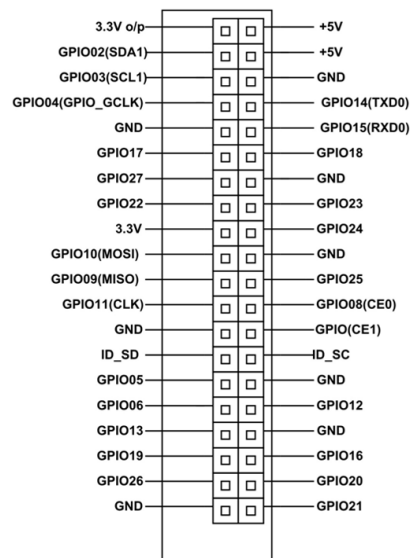 3.3V o/p +5V
GPIO02(SDA1) +5V
GPIO03(SCL1) GND
GPIO04(GPIO_GCLK) GPIO14(TXD0)
GND GPIO15(RXD0)
GPIO17 GPIO18
GPIO27 GND
GPIO22 GPIO23
3.3V GPIO24
GPIO10(MOSI) GND
GPIO09(MISO) GPIO25
GPIO11(CLK) GPIO08(CE0)
GND GPIO(CE1)
ID_SD ID_SC
GPIO05 GND
GPIO06 GPIO12
GPIO13 GND
GPIO19 GPIO16
GPIO26 GPIO20
GND GPIO21